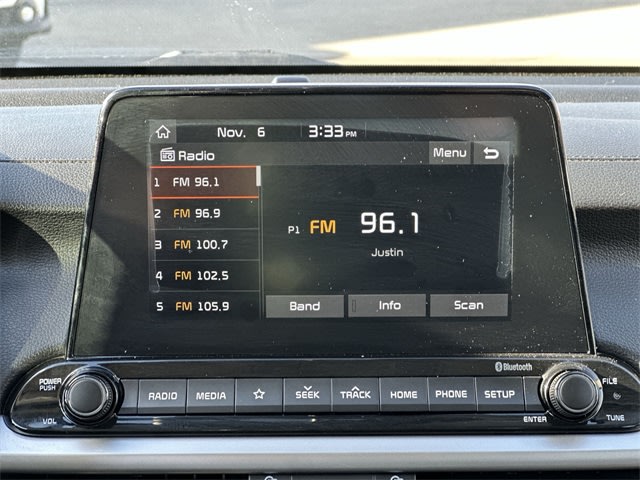 Nov. 6 3:33 PM
Radio Menu
1 FM 96.1
2 FM 96.9
3 FM 100.7
4 FM 102.5
5 FM 105.9
P1 FM 96.1
Justin
Band Info Scan
Bluetooth
POWER PUSH
VOL
RADIO MEDIA SEEK TRACK HOME PHONE SETUP
ENTER
FILE
TUNE